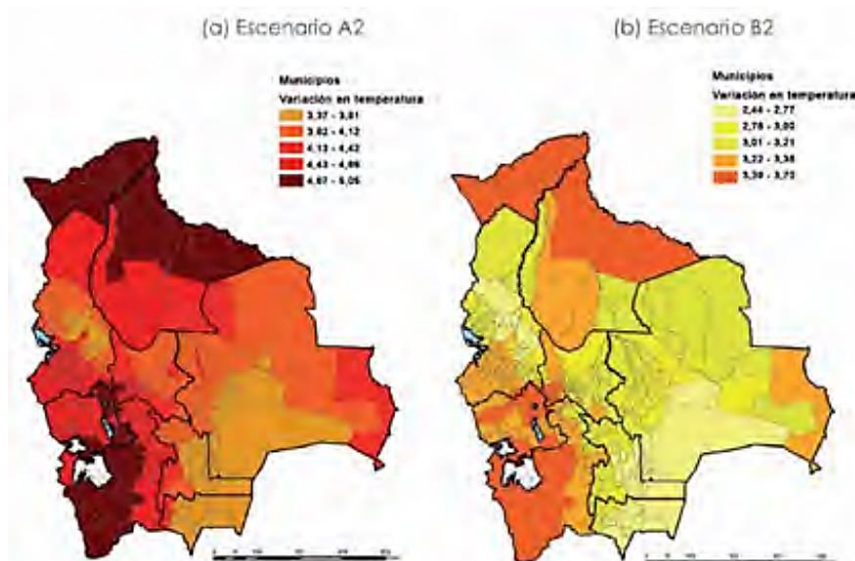 (a) Escenario A2
Municipios
Variación en temperatura
3,37 - 3,81
3,82 - 4,12
4,13 - 4,42
4,43 - 4,66
4,67 - 5,05
(b) Escenario B2
Municipios
Variación en temperatura
2,44 - 2,77
2,78 - 3,00
3,01 - 3,21
3,22 - 3,38
3,39 - 3,72